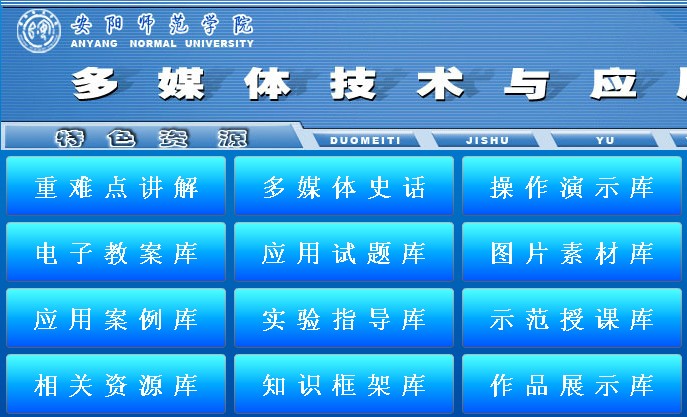 安阳师范学院
ANYANG NORMAL UNIVERSITY
多媒体技术与应
特色资源 DUOMEITI JISHU YU
重难点讲解 多媒体史话 操作演示库
电子教案库 应用试题库 图片素材库
应用案例库 实验指导库 示范授课库
相关资源库 知识框架库 作品展示库